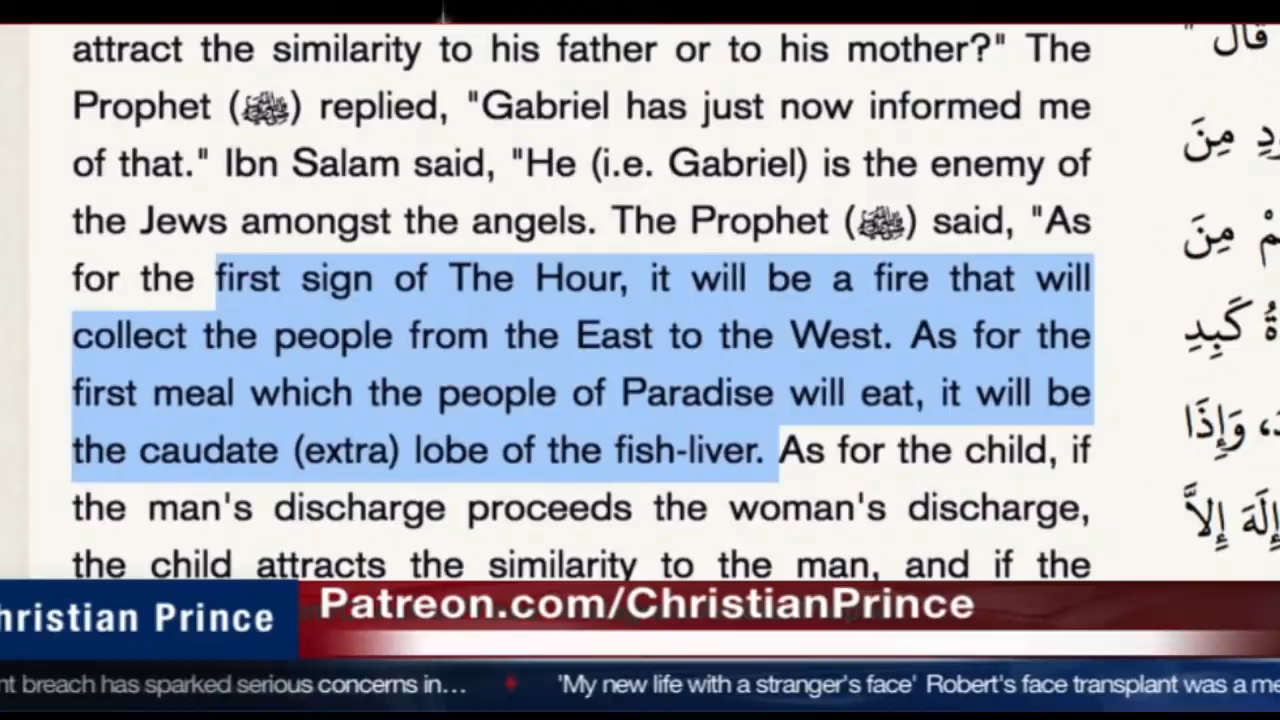 attract the similarity to his father or to his mother?" The
Prophet (ﷺ) replied, "Gabriel has just now informed me
of that." Ibn Salam said, "He (i.e. Gabriel) is the enemy of
the Jews amongst the angels. The Prophet (ﷺ) said, "As
for the first sign of The Hour, it will be a fire that will
collect the people from the East to the West. As for the
first meal which the people of Paradise will eat, it will be
the caudate (extra) lobe of the fish-liver. As for the child, if
the man's discharge proceeds the woman's discharge,
the child attracts the similarity to the man, and if the
قال "
مِنَ
مِنَ
كَبِدِ
وَإِذَا
إِلَهَ إِلاَّ
hristian Prince
Patreon.com/ChristianPrince
nt breach has sparked serious concerns in... 'My new life with a stranger's face' Robert's face transplant was a me